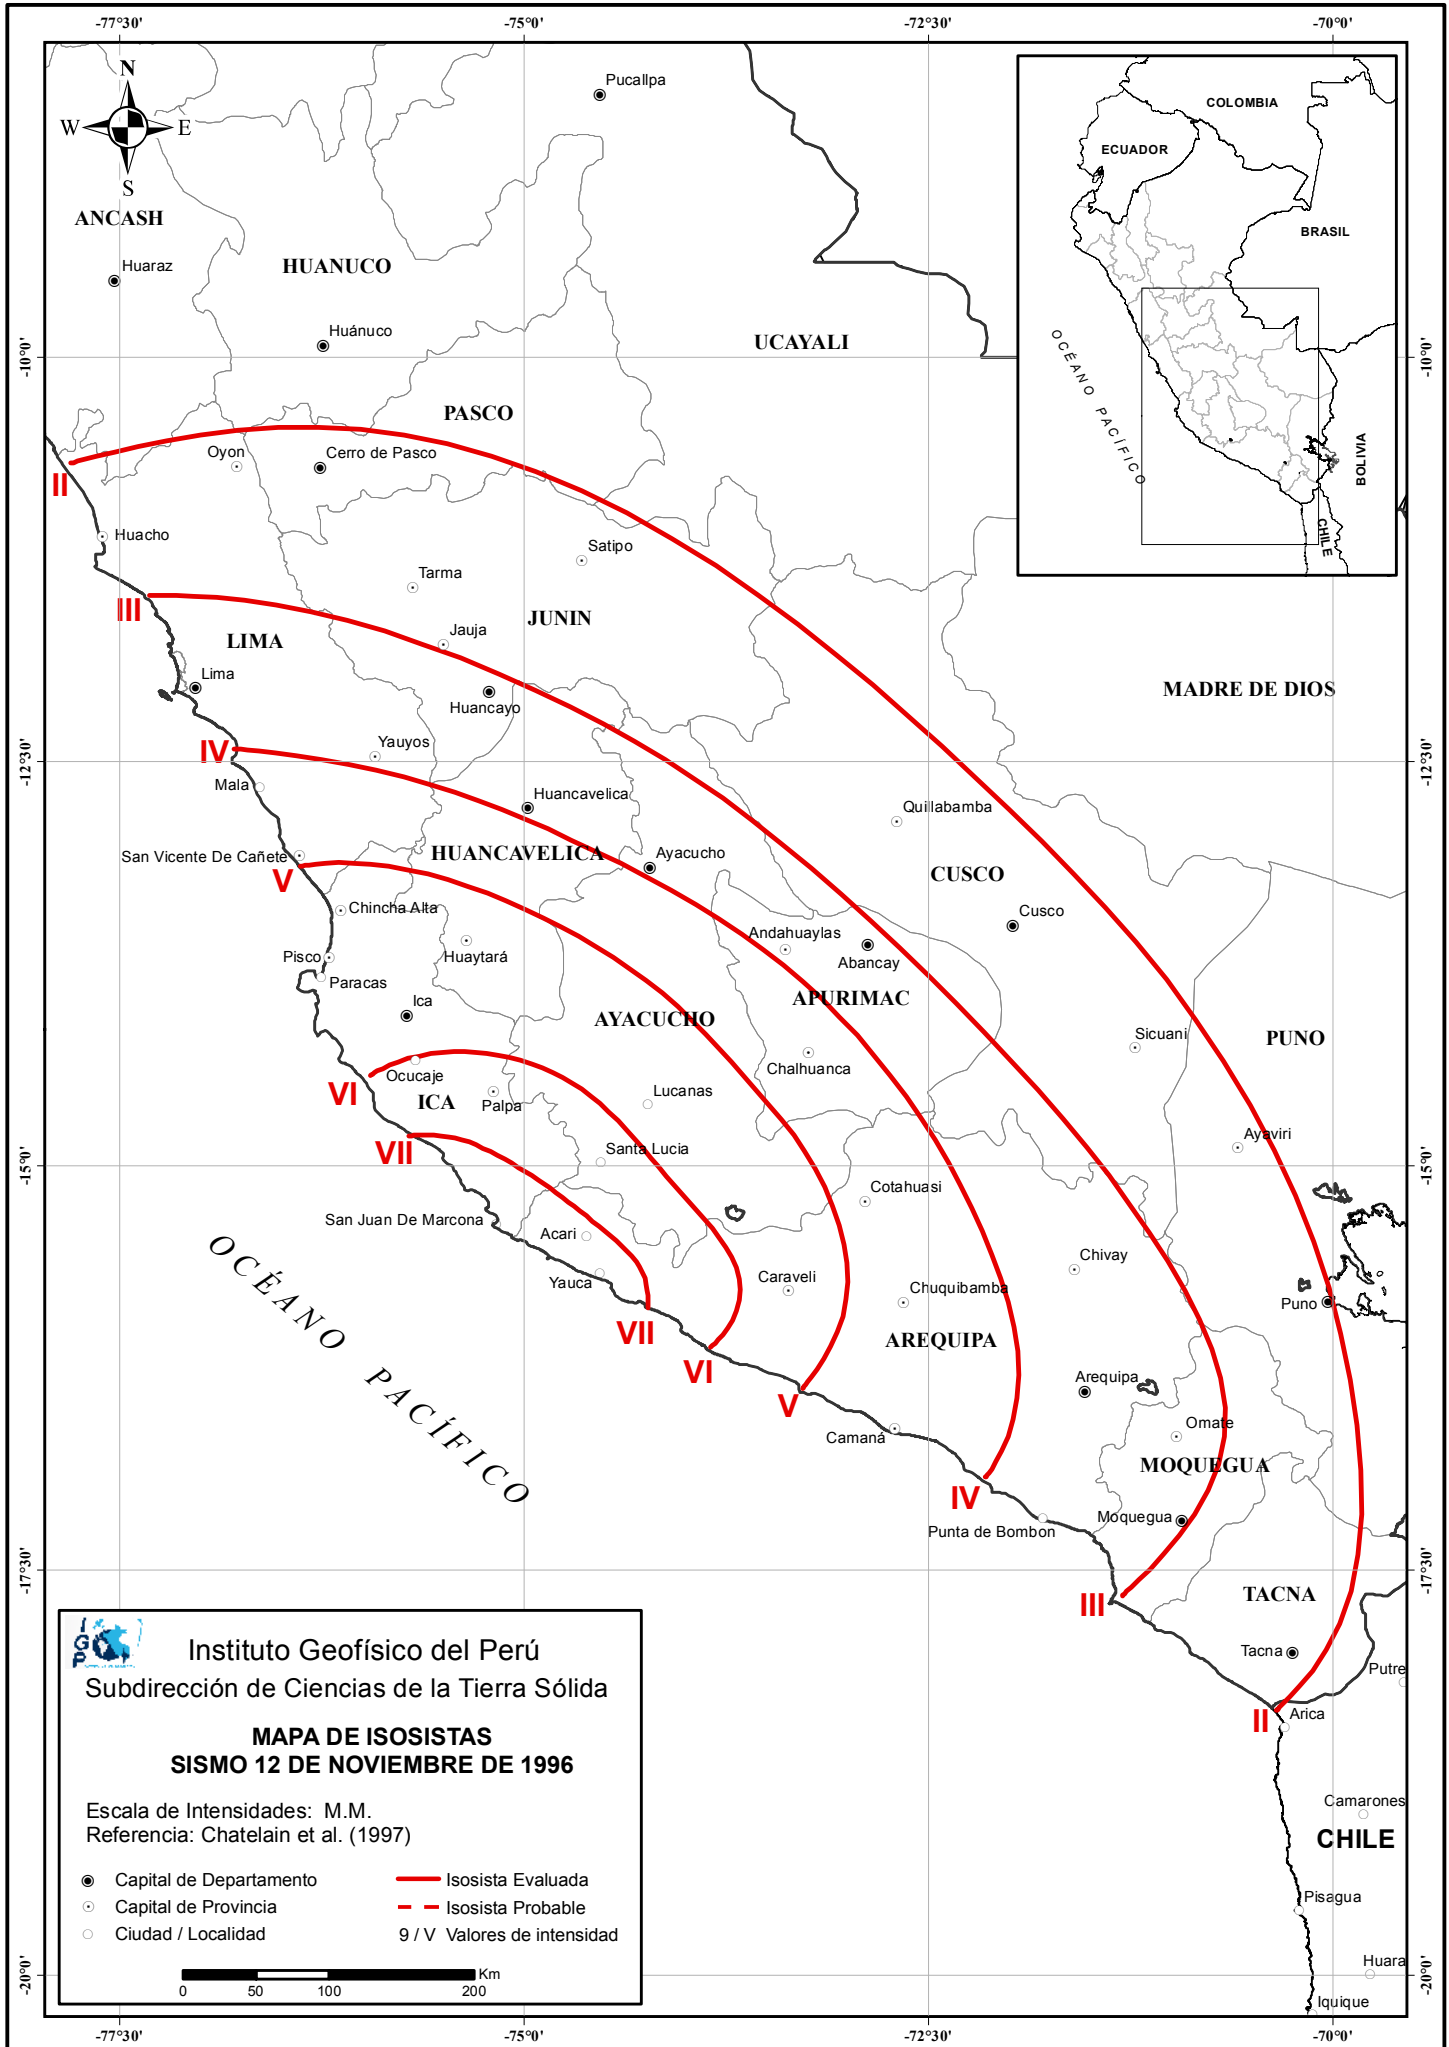 -77°30'
-75°0'
-72°30'
-70°0'
N
W
E
S
Pucallpa
COLOMBIA
ECUADOR
BRASIL
OCÉANO PACÍFICO
BOLIVIA
CHILE
ANCASH
Huaraz
HUANUCO
Huánuco
UCAYALI
-10°0'
-10°0'
PASCO
Oyon
Cerro de Pasco
II
Huacho
Satipo
Tarma
III
JUNIN
Jauja
LIMA
Lima
Huancayo
MADRE DE DIOS
IV
Yauyos
-12°30'
-12°30'
Mala
Huancavelica
Quillabamba
San Vicente De Cañete
HUANCAVELICA
Ayacucho
V
CUSCO
Chincha Alta
Cusco
Andahuaylas
Huaytará
Pisco
Abancay
Paracas
Ica
APURIMAC
AYACUCHO
Sicuani
PUNO
Ocucaje
Chalhuanca
VI
ICA
Palpa
Lucanas
Ayaviri
VII
Santa Lucia
-15°0'
-15°0'
Cotahuasi
San Juan De Marcona
Acari
Chivay
OCÉANO PACÍFICO
Yauca
Caraveli
Chuquibamba
Puno
VII
AREQUIPA
VI
Arequipa
V
Omate
Camaná
MOQUEGUA
IV
Moquegua
Punta de Bombon
-17°30'
-17°30'
III
TACNA
Tacna
Putre
II
Arica
Camarones
CHILE
Pisagua
Huara
-20°0'
-20°0'
Iquique
IGP
Instituto Geofísico del Perú
Subdirección de Ciencias de la Tierra Sólida
MAPA DE ISOSISTAS
SISMO 12 DE NOVIEMBRE DE 1996
Escala de Intensidades: M.M.
Referencia: Chatelain et al. (1997)
Capital de Departamento
Isosista Evaluada
Capital de Provincia
Isosista Probable
Ciudad / Localidad
9 / V Valores de intensidad
Km
0 50 100 200
-77°30'
-75°0'
-72°30'
-70°0'